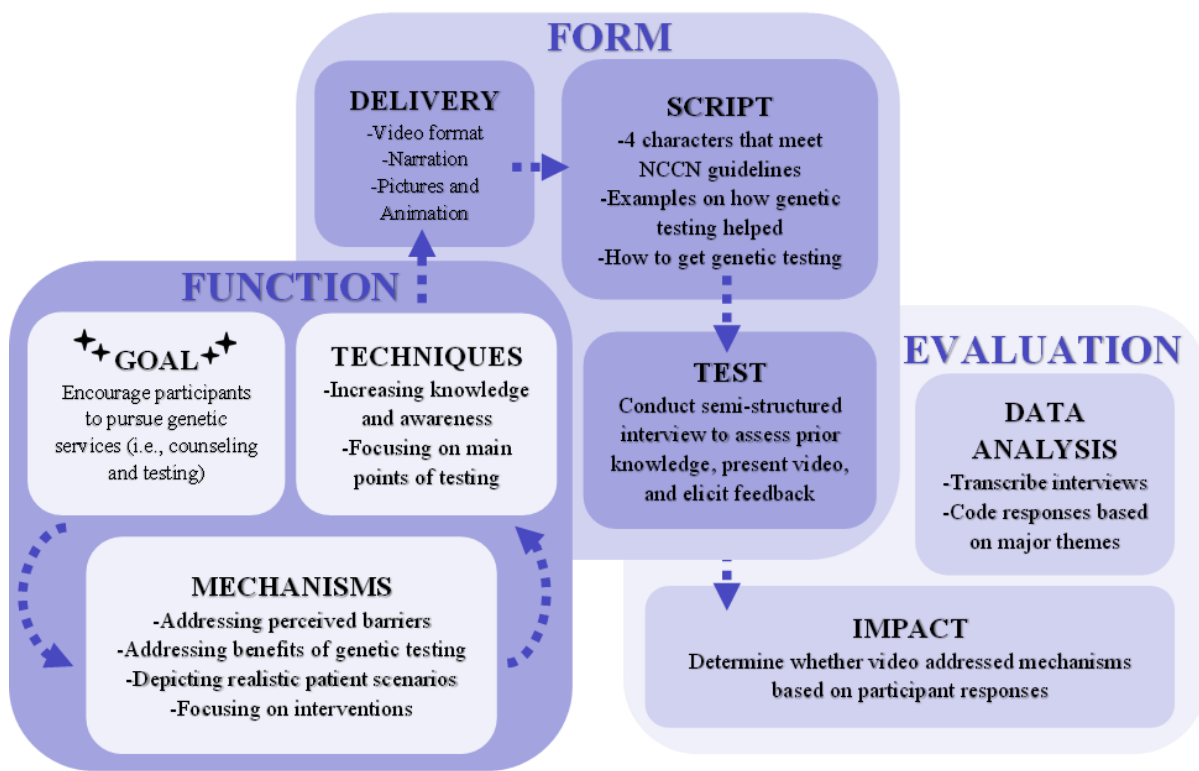 FORM
DELIVERY
-Video format
-Narration
-Pictures and
Animation
SCRIPT
-4 characters that meet
NCCN guidelines
-Examples on how genetic
testing helped
-How to get genetic testing
FUNCTION
GOAL
Encourage participants
to pursue genetic
services (i.e., counseling
and testing)
TECHNIQUES
-Increasing knowledge
and awareness
-Focusing on main
points of testing
MECHANISMS
-Addressing perceived barriers
-Addressing benefits of genetic testing
-Depicting realistic patient scenarios
-Focusing on interventions
TEST
Conduct semi-structured
interview to assess prior
knowledge, present video,
and elicit feedback
EVALUATION
DATA
ANALYSIS
-Transcribe interviews
-Code responses based
on major themes
IMPACT
Determine whether video addressed mechanisms
based on participant responses